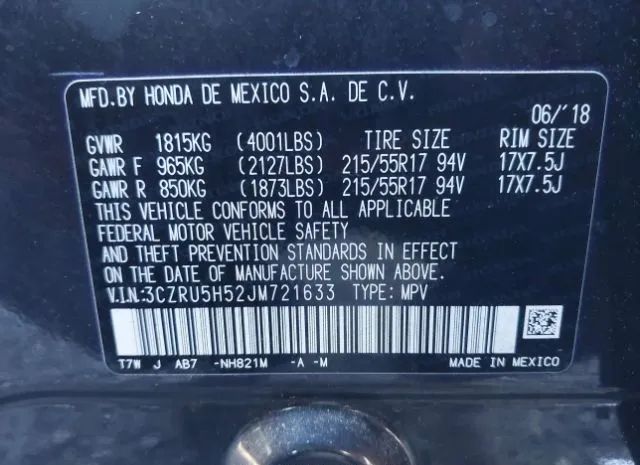 MFD.BY HONDA DE MEXICO S.A. DE C.V.
06/'18
GVWR 1815KG (4001LBS) TIRE SIZE RIM SIZE
GAWR F 965KG (2127LBS) 215/55R17 94V 17X7.5J
GAWR R 850KG (1873LBS) 215/55R17 94V 17X7.5J
THIS VEHICLE CONFORMS TO ALL APPLICABLE
FEDERAL MOTOR VEHICLE SAFETY
AND THEFT PREVENTION STANDARDS IN EFFECT
ON THE DATE OF MANUFACTURE SHOWN ABOVE.
V.I.N.:3CZRU5H52JM721633 TYPE: MPV
T7W J AB7 -NH821M -A -M MADE IN MEXICO